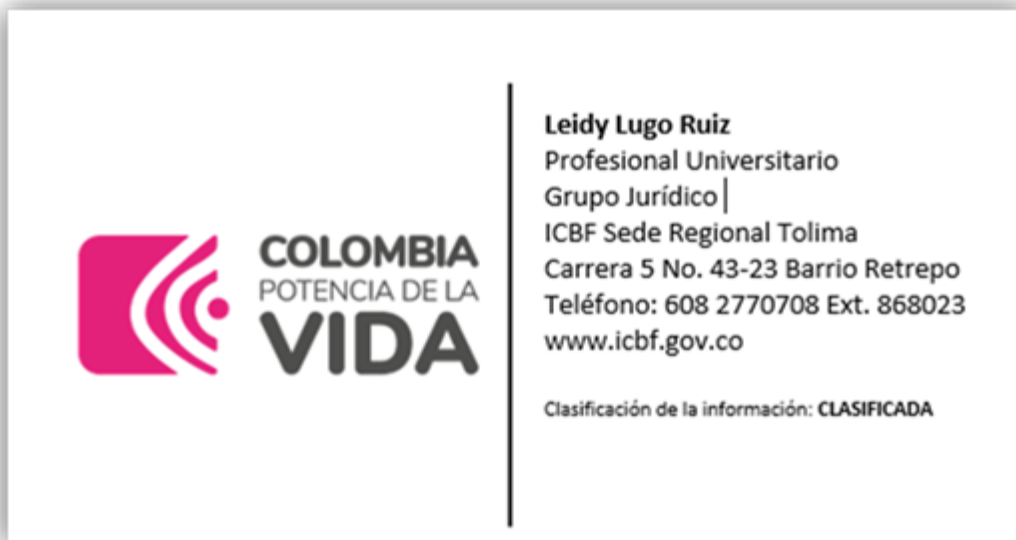 COLOMBIA
POTENCIA DE LA
VIDA
Leidy Lugo Ruiz
Profesional Universitario
Grupo Jurídico
ICBF Sede Regional Tolima
Carrera 5 No. 43-23 Barrio Retrepo
Teléfono: 608 2770708 Ext. 868023
www.icbf.gov.co
Clasificación de la información: CLASIFICADA